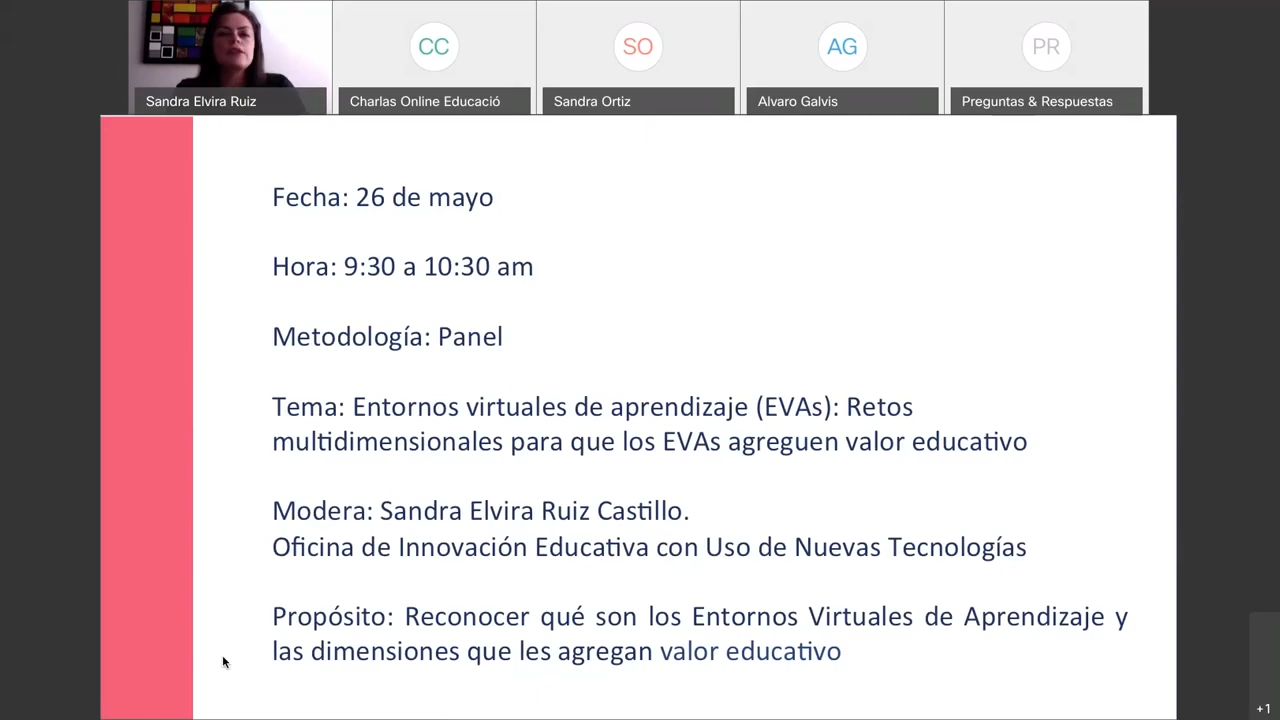 CC
SO
AG
PR
Sandra Elvira Ruiz
Charlas Online Educació
Sandra Ortiz
Alvaro Galvis
Preguntas & Respuestas
Fecha: 26 de mayo
Hora: 9:30 a 10:30 am
Metodología: Panel
Tema: Entornos virtuales de aprendizaje (EVAs): Retos
multidimensionales para que los EVAs agreguen valor educativo
Modera: Sandra Elvira Ruiz Castillo.
Oficina de Innovación Educativa con Uso de Nuevas Tecnologías
Propósito: Reconocer qué son los Entornos Virtuales de Aprendizaje y
las dimensiones que les agregan valor educativo
+1